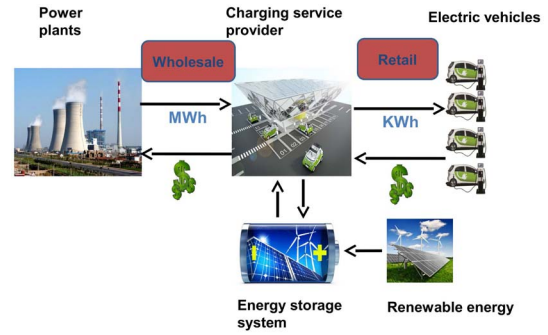 Power
plants
Charging service
provider
Electric vehicles
Wholesale
Retail
MWh
KWh
Energy storage
system
Renewable energy